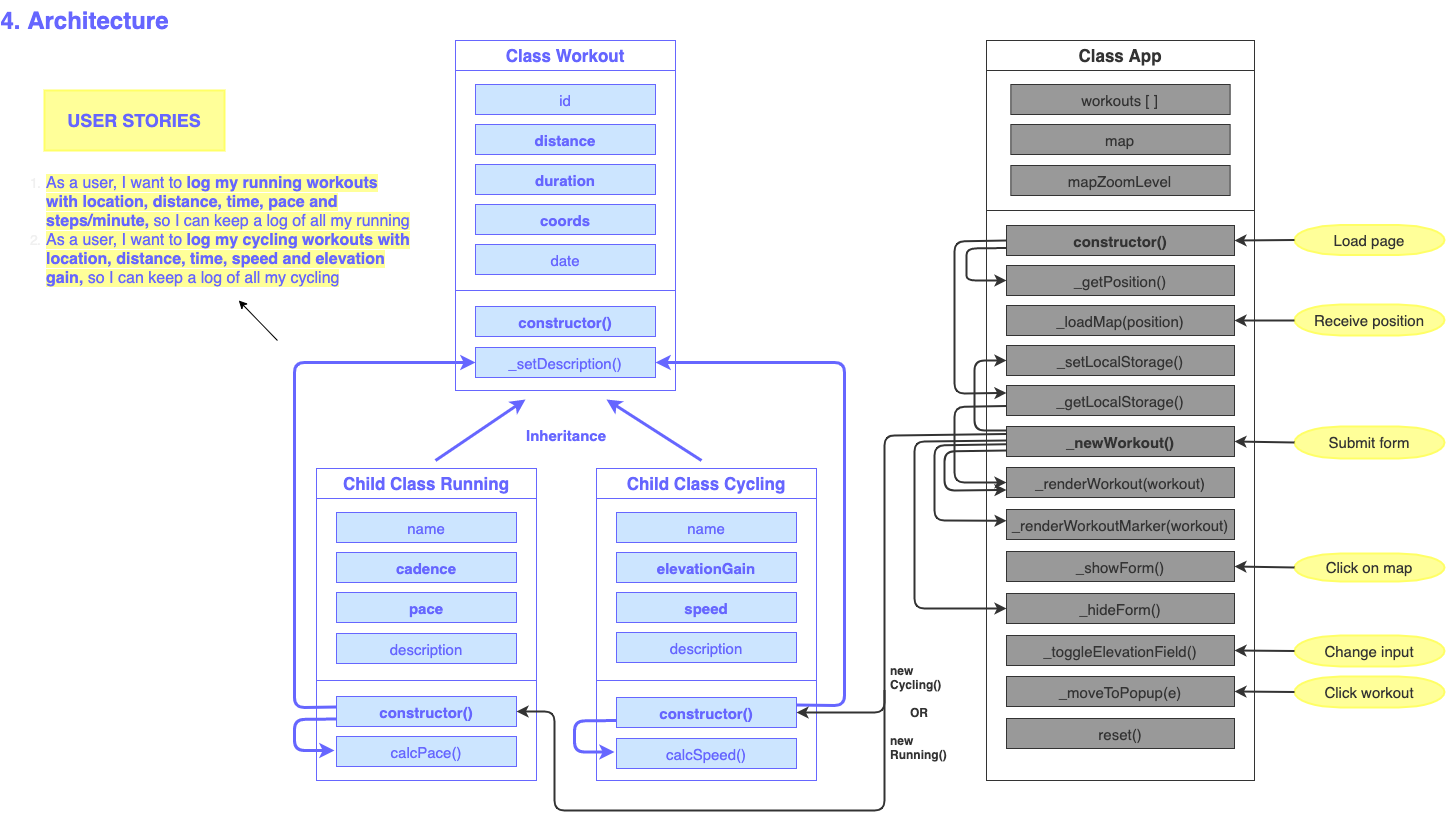 4. Architecture
USER STORIES
1. As a user, I want to log my running workouts
with location, distance, time, pace and
steps/minute, so I can keep a log of all my running
2. As a user, I want to log my cycling workouts with
location, distance, time, speed and elevation
gain, so I can keep a log of all my cycling
Class Workout
id
distance
duration
coords
date
constructor()
_setDescription()
Inheritance
Child Class Running
name
cadence
pace
description
constructor()
calcPace()
Child Class Cycling
name
elevationGain
speed
description
constructor()
calcSpeed()
new
Cycling()
OR
new
Running()
Class App
workouts [ ]
map
mapZoomLevel
constructor()
Load page
_getPosition()
_loadMap(position)
Receive position
_setLocalStorage()
_getLocalStorage()
_newWorkout()
Submit form
_renderWorkout(workout)
_renderWorkoutMarker(workout)
_showForm()
Click on map
_hideForm()
_toggleElevationField()
Change input
_moveToPopup(e)
Click workout
reset()